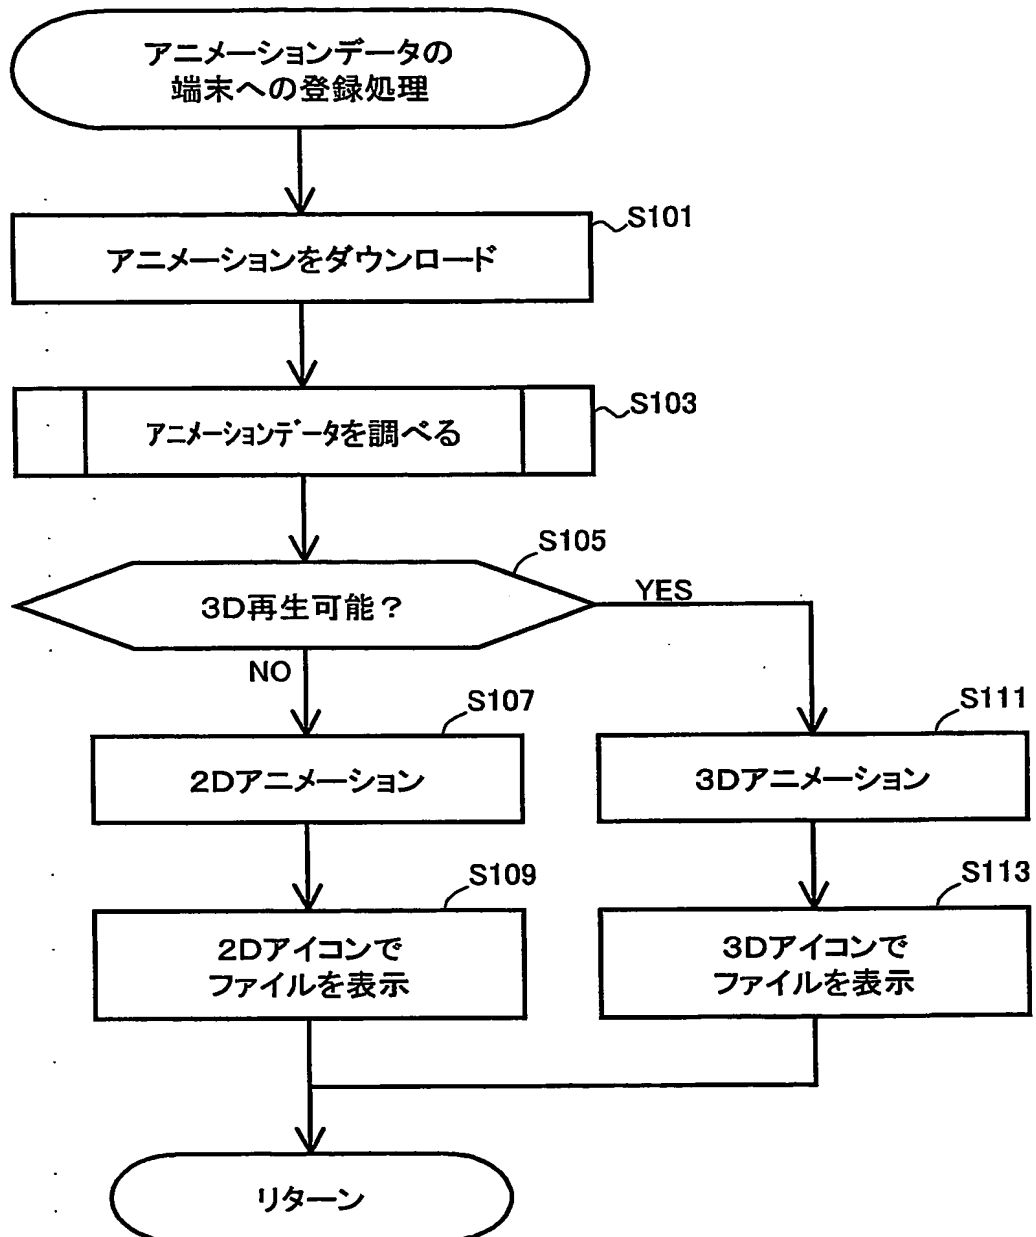 アニメーションデータの
端末への登録処理
S101
アニメーションをダウンロード
S103
アニメーションデータを調べる
S105
3D再生可能?
YES
NO
S107
2Dアニメーション
S111
3Dアニメーション
S109
2Dアイコンで
ファイルを表示
S113
3Dアイコンで
ファイルを表示
リターン